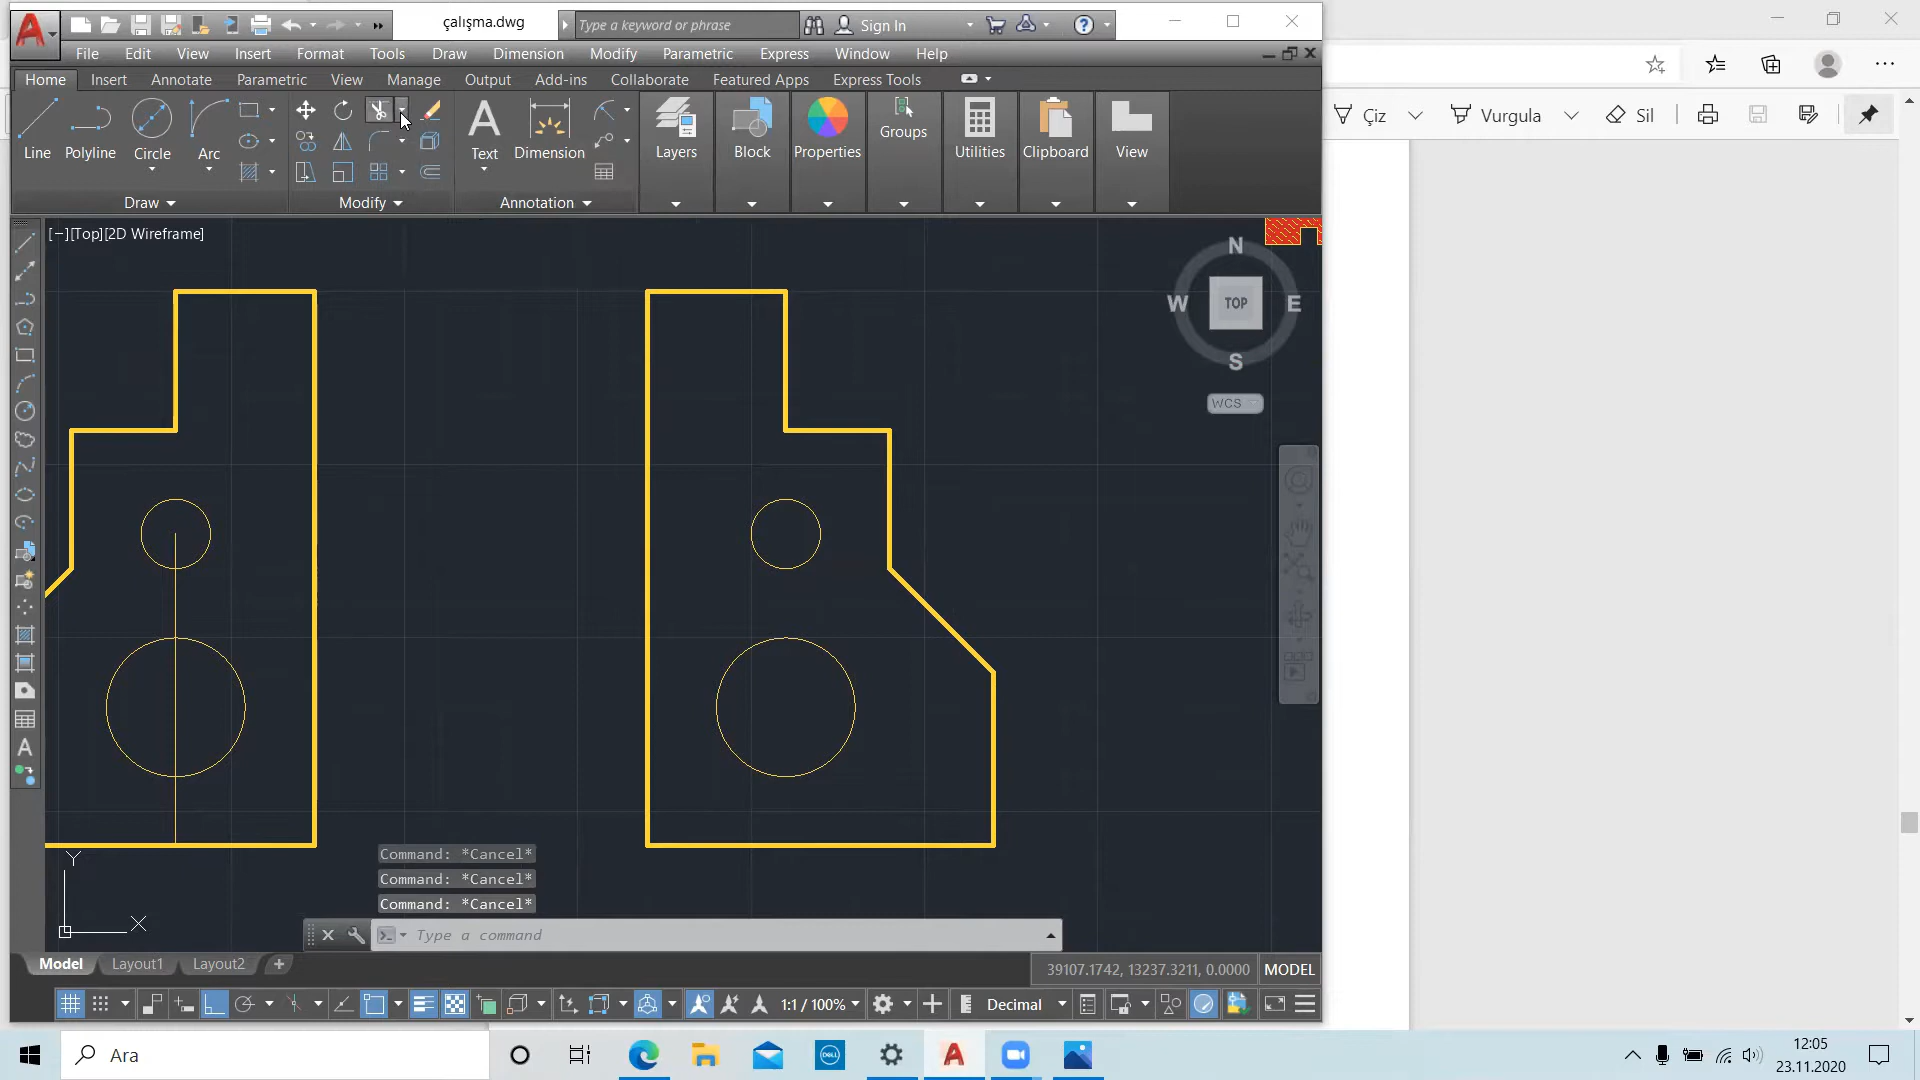 çalışma.dwg
Type a keyword or phrase
Sign In
File Edit View Insert Format Tools Draw Dimension Modify Parametric Express Window Help
Home Insert Annotate Parametric View Manage Output Add-ins Collaborate Featured Apps Express Tools
Line Polyline Circle Arc
Text Dimension
Layers Block Properties Groups Utilities Clipboard View
Draw Modify Annotation
[−][Top][2D Wireframe]
N
W TOP E
S
WCS
Command: *Cancel*
Command: *Cancel*
Command: *Cancel*
Y
X
Type a command
Model Layout1 Layout2 +
39107.1742, 13237.3211, 0.0000 MODEL
1:1 / 100% Decimal
Çiz Vurgula Sil
Ara
DELL
12:05
23.11.2020